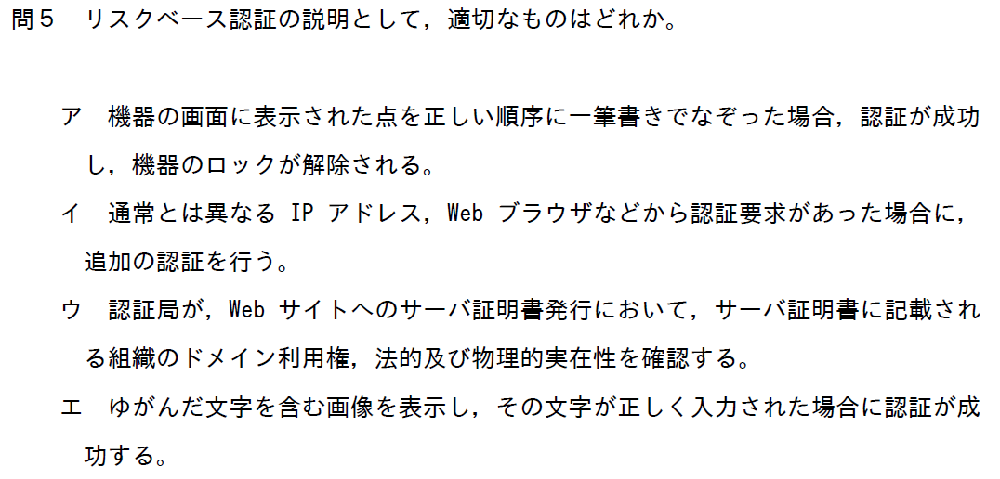 問５　リスクベース認証の説明として，適切なものはどれか。
ア　機器の画面に表示された点を正しい順序に一筆書きでなぞった場合，認証が成功
し，機器のロックが解除される。
イ　通常とは異なる IP アドレス，Web ブラウザなどから認証要求があった場合に，
追加の認証を行う。
ウ　認証局が，Web サイトへのサーバ証明書発行において，サーバ証明書に記載され
る組織のドメイン利用権，法的及び物理的実在性を確認する。
エ　ゆがんだ文字を含む画像を表示し，その文字が正しく入力された場合に認証が成
功する。